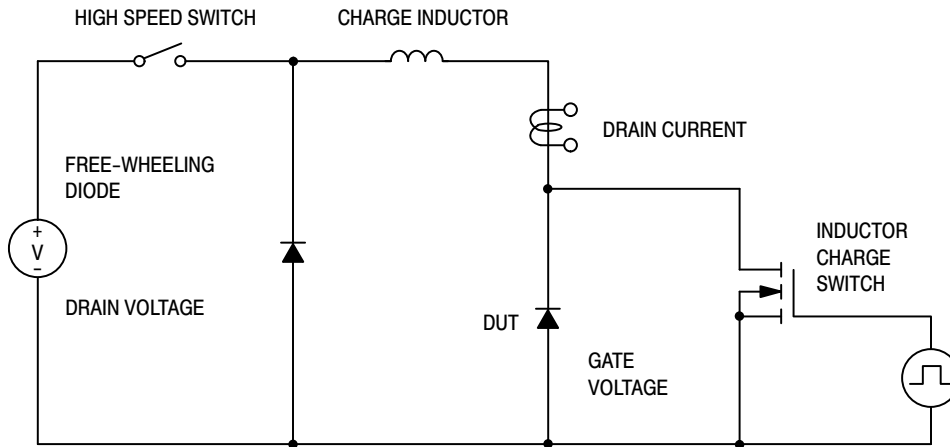 HIGH SPEED SWITCH
CHARGE INDUCTOR
DRAIN CURRENT
FREE-WHEELING
DIODE
+
V
-
DRAIN VOLTAGE
INDUCTOR
CHARGE
SWITCH
DUT
GATE
VOLTAGE